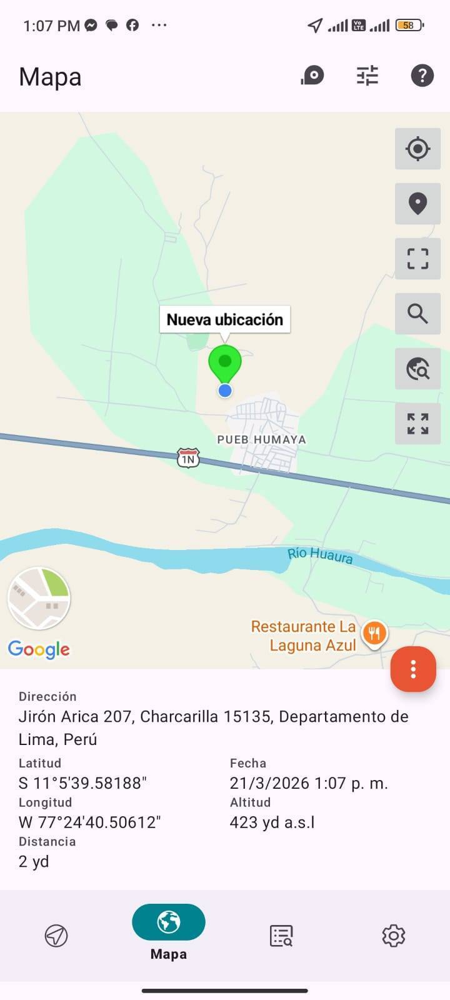 1:07 PM
Vo LTE
58
Mapa
Nueva ubicación
PUEB HUMAYA
1N
Río Huaura
Restaurante La
Laguna Azul
Google
Dirección
Jirón Arica 207, Charcarilla 15135, Departamento de
Lima, Perú
Latitud
S 11°5'39.58188"
Fecha
21/3/2026 1:07 p. m.
Longitud
W 77°24'40.50612"
Altitud
423 yd a.s.l
Distancia
2 yd
Mapa